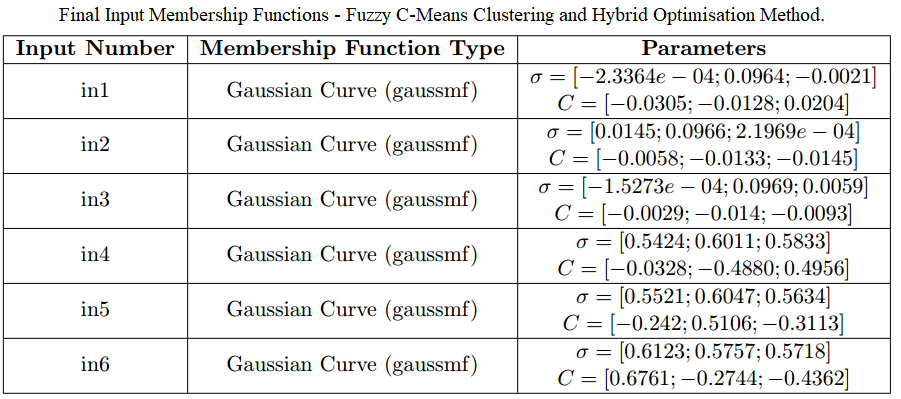 Final Input Membership Functions - Fuzzy C-Means Clustering and Hybrid Optimisation Method.
Input Number Membership Function Type Parameters
in1 Gaussian Curve (gaussmf) σ = [−2.3364e − 04; 0.0964; −0.0021]
C = [−0.0305; −0.0128; 0.0204]
in2 Gaussian Curve (gaussmf) σ = [0.0145; 0.0966; 2.1969e − 04]
C = [−0.0058; −0.0133; −0.0145]
in3 Gaussian Curve (gaussmf) σ = [−1.5273e − 04; 0.0969; 0.0059]
C = [−0.0029; −0.014; −0.0093]
in4 Gaussian Curve (gaussmf) σ = [0.5424; 0.6011; 0.5833]
C = [−0.0328; −0.4880; 0.4956]
in5 Gaussian Curve (gaussmf) σ = [0.5521; 0.6047; 0.5634]
C = [−0.242; 0.5106; −0.3113]
in6 Gaussian Curve (gaussmf) σ = [0.6123; 0.5757; 0.5718]
C = [0.6761; −0.2744; −0.4362]